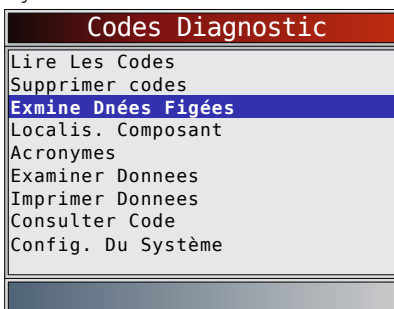 Codes Diagnostic
Lire Les Codes
Supprimer codes
Exmine Dnées Figées
Localis. Composant
Acronymes
Examiner Donnees
Imprimer Donnees
Consulter Code
Config. Du Système